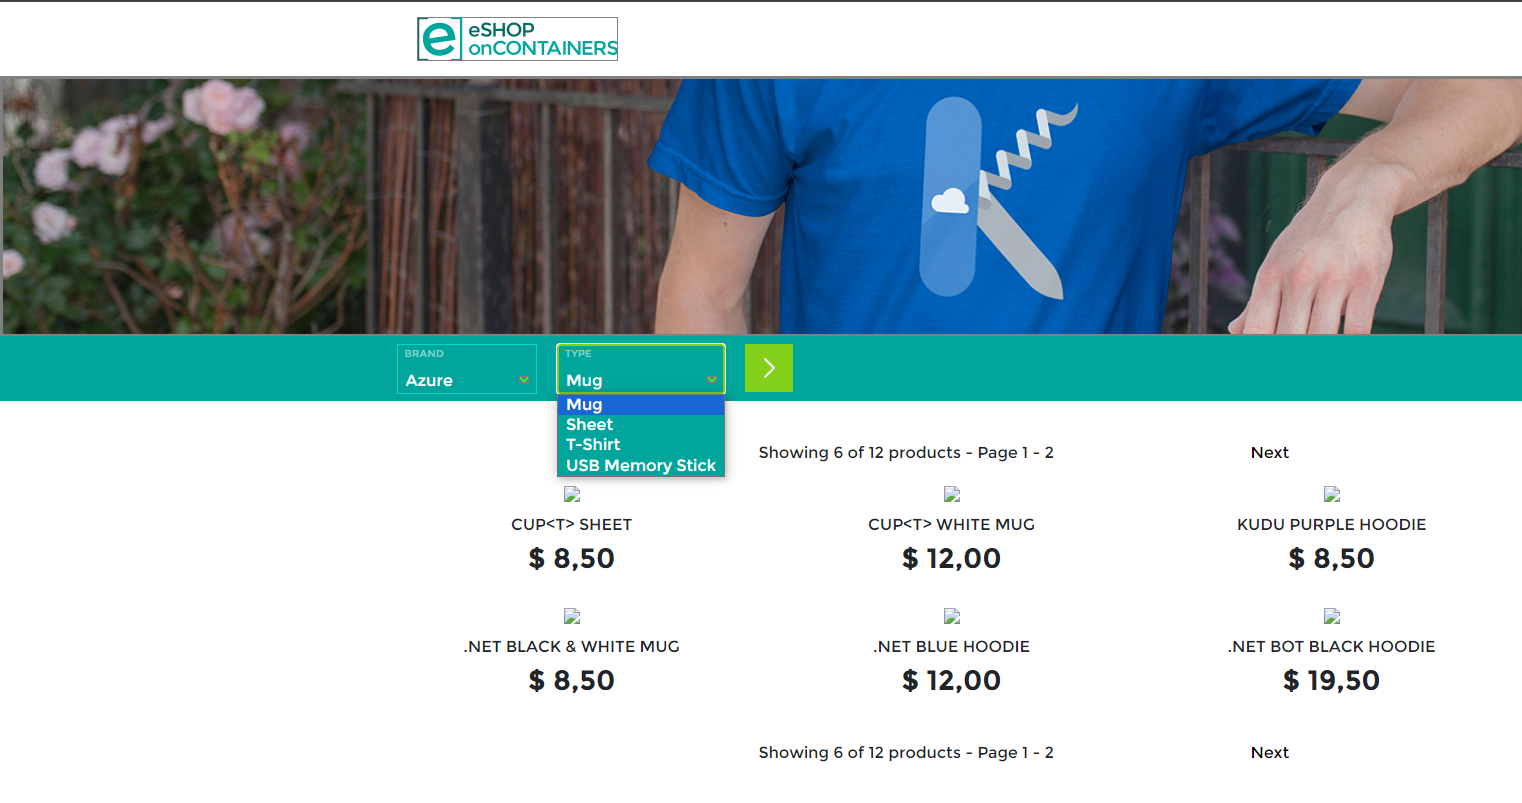 e
eSHOP
onCONTAINERS
BRAND
Azure
TYPE
Mug
Mug
Sheet
T-Shirt
USB Memory Stick
Showing 6 of 12 products - Page 1 - 2
Next
CUP<T> SHEET
$ 8,50
CUP<T> WHITE MUG
$ 12,00
KUDU PURPLE HOODIE
$ 8,50
.NET BLACK & WHITE MUG
$ 8,50
.NET BLUE HOODIE
$ 12,00
.NET BOT BLACK HOODIE
$ 19,50
Showing 6 of 12 products - Page 1 - 2
Next